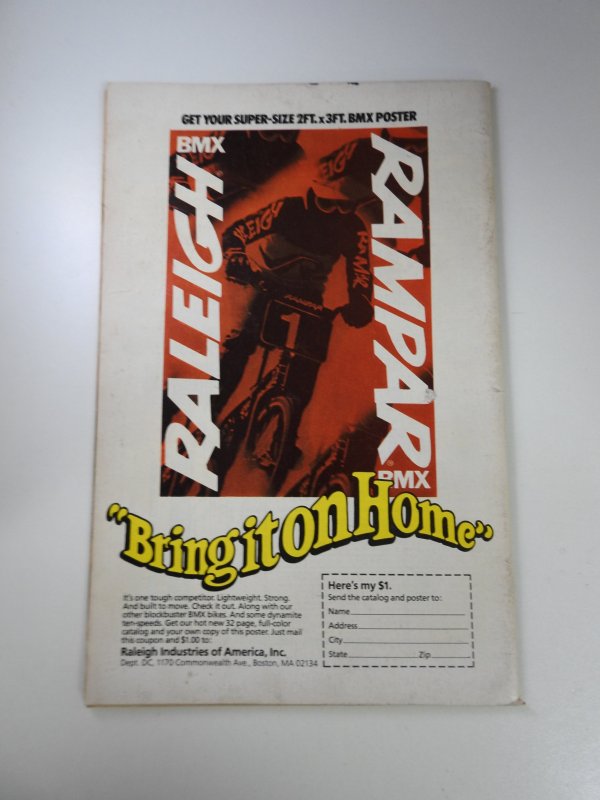 GET YOUR SUPER-SIZE 2FT. x 3FT. BMX POSTER
BMX
RALEIGH
RAMPAR
BMX
RALEIGH
RAMPAR
1
"Bring it on Home"
It's one tough competitor. Lightweight. Strong.
And built to move. Check it out. Along with our
other blockbuster BMX bikes. And some dynamite
ten-speeds. Get our hot new 32 page, full-color
catalog and your own copy of this poster. Just mail
this coupon and $1.00 to:
Raleigh Industries of America, Inc.
Dept. DC, 1170 Commonwealth Ave., Boston, MA 02134
Here's my $1.
Send the catalog and poster to:
Name
Address
City
State Zip